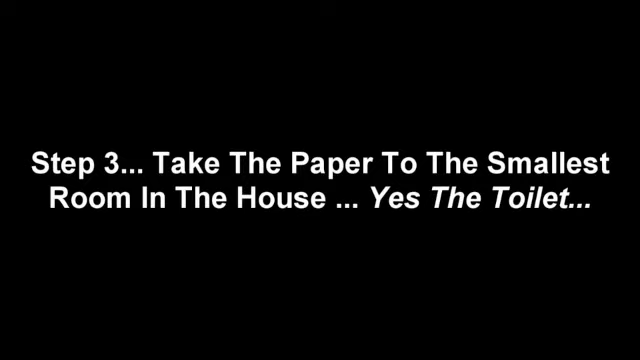 Step 3... Take The Paper To The Smallest
Room In The House ... Yes The Toilet...